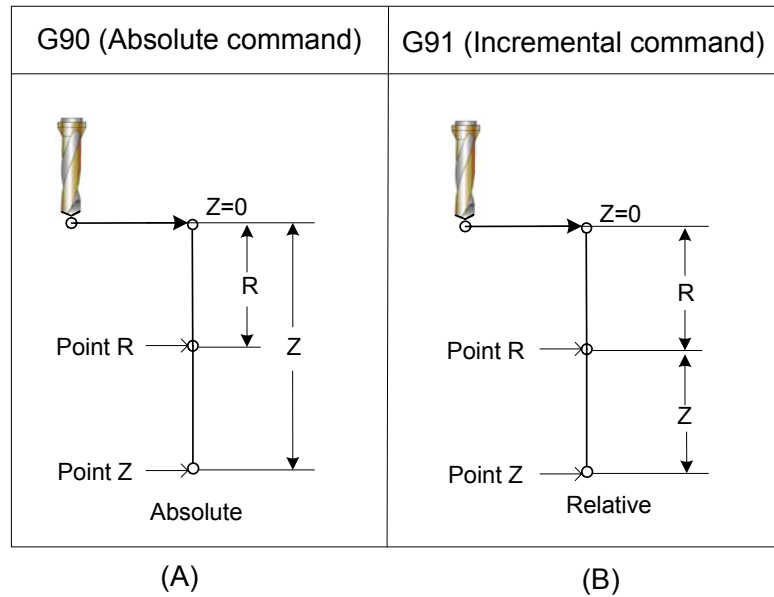 G90 (Absolute command)
G91 (Incremental command)
Z=0
R
Point R
Z
Point Z
Absolute
Z=0
R
Point R
Z
Point Z
Relative
(A)
(B)